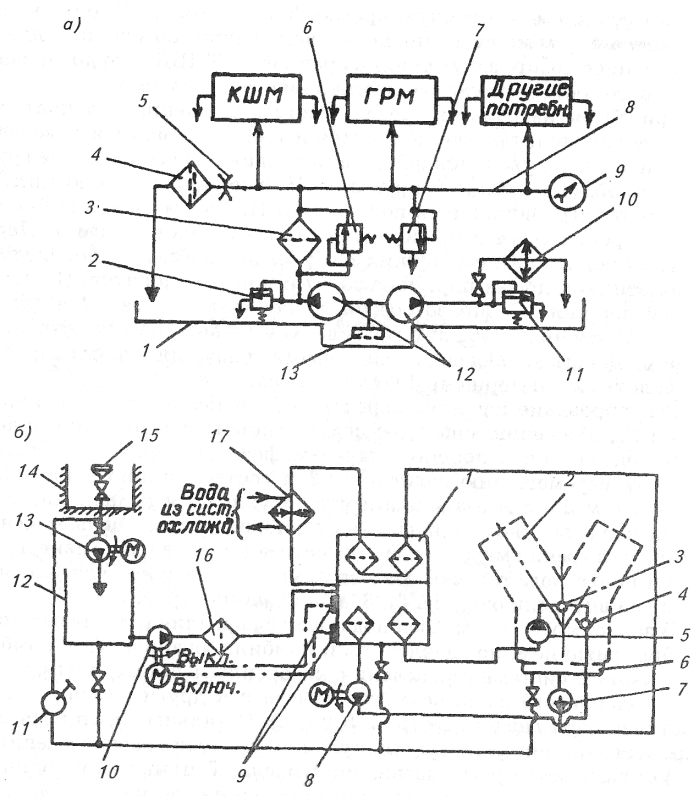 а)
6
7
КШМ
ГРМ
Другие
потребн.
5
4
8
9
3
10
2
1
13
12
11
б)
15
17
14
Вода
из сист.
охлажд.
1
2
13
3
12
16
4
5
Выкл.
Включ.
М
М
М
6
7
11
10
9
8